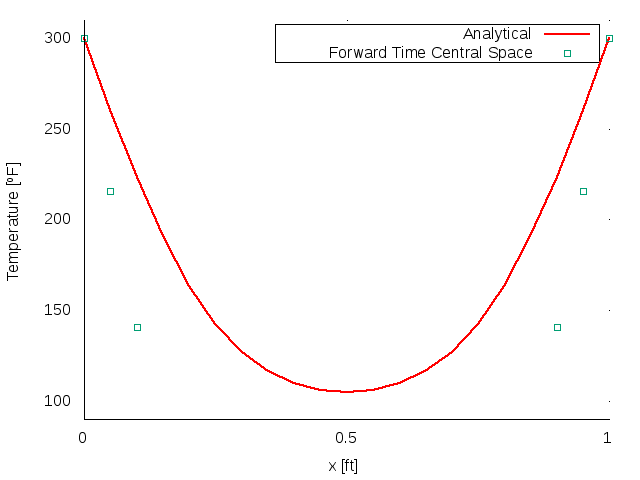 Analytical
Forward Time Central Space
300
250
200
150
100
Temperature [ºF]
0
0.5
1
x [ft]